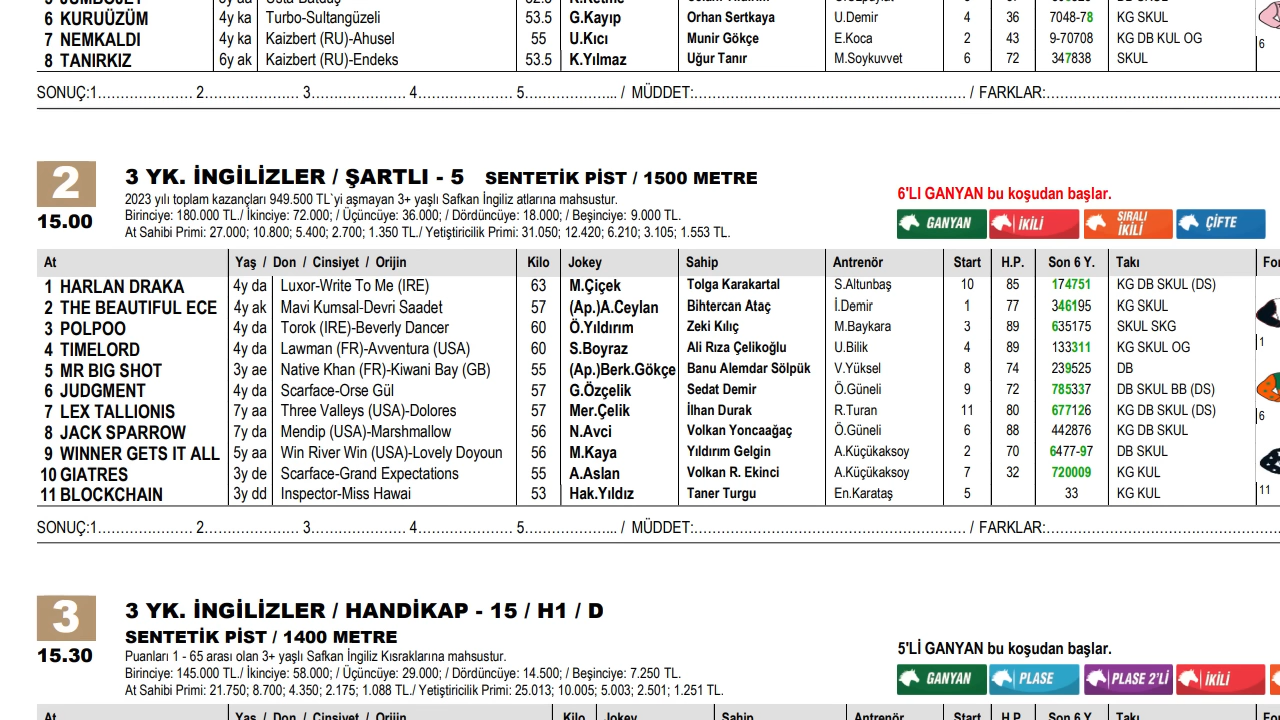 6 KURUÜZÜM 4y ka Turbo-Sultangüzeli 53.5 G.Kayıp Orhan Sertkaya U.Demir 4 36 7048-78 KG SKUL
7 NEMKALDI 4y ka Kaizbert (RU)-Ahusel 55 U.Kıcı Munir Gökçe E.Koca 2 43 9-70708 KG DB KUL OG
8 TANIRKIZ 6y ak Kaizbert (RU)-Endeks 53.5 K.Yılmaz Uğur Tanır M.Soykuvvet 6 72 347838 SKUL
6
SONUÇ:1..................... 2........................ 3........................ 4........................ 5...................... / MÜDDET:............................................................... / FARKLAR:......................................................
2
15.00
3 YK. İNGİLİZLER / ŞARTLI - 5 SENTETİK PİST / 1500 METRE
2023 yılı toplam kazançları 949.500 TL`yi aşmayan 3+ yaşlı Safkan İngiliz atlarına mahsustur.
Birinciye: 180.000 TL./ İkinciye: 72.000; / Üçüncüye: 36.000; / Dördüncüye: 18.000; / Beşinciye: 9.000 TL.
At Sahibi Primi: 27.000; 10.800; 5.400; 2.700; 1.350 TL./ Yetiştiricilik Primi: 31.050; 12.420; 6.210; 3.105; 1.553 TL.
6'LI GANYAN bu koşudan başlar.
GANYAN İKİLİ SIRALI İKİLİ ÇİFTE
At Yaş / Don / Cinsiyet / Orijin Kilo Jokey Sahip Antrenör Start H.P. Son 6 Y. Takı For
1 HARLAN DRAKA 4y da Luxor-Write To Me (IRE) 63 M.Çiçek Tolga Karakartal S.Altunbaş 10 85 174751 KG DB SKUL (DS)
2 THE BEAUTIFUL ECE 4y ak Mavi Kumsal-Devri Saadet 57 (Ap.)A.Ceylan Bihtercan Ataç İ.Demir 1 77 346195 KG SKUL
3 POLPOO 4y da Torok (IRE)-Beverly Dancer 60 Ö.Yıldırım Zeki Kılıç M.Baykara 3 89 635175 SKUL SKG
4 TIMELORD 4y da Lawman (FR)-Avventura (USA) 60 S.Boyraz Ali Rıza Çelikoğlu U.Bilik 4 89 133311 KG SKUL OG 1
5 MR BIG SHOT 3y ae Native Khan (FR)-Kiwani Bay (GB) 55 (Ap.)Berk.Gökçe Banu Alemdar Sölpük V.Yüksel 8 74 239525 DB
6 JUDGMENT 4y da Scarface-Orse Gül 57 G.Özçelik Sedat Demir Ö.Güneli 9 72 785337 DB SKUL BB (DS)
7 LEX TALLIONIS 7y aa Three Valleys (USA)-Dolores 57 Mer.Çelik İlhan Durak R.Turan 11 80 677126 KG DB SKUL (DS) 6
8 JACK SPARROW 7y da Mendip (USA)-Marshmallow 56 N.Avci Volkan Yoncaağaç Ö.Güneli 6 88 442876 KG DB SKUL
9 WINNER GETS IT ALL 5y aa Win River Win (USA)-Lovely Doyoun 56 M.Kaya Yıldırım Gelgin A.Küçükaksoy 2 70 6477-97 DB SKUL
10 GIATRES 3y de Scarface-Grand Expectations 55 A.Aslan Volkan R. Ekinci A.Küçükaksoy 7 32 720009 KG KUL
11 BLOCKCHAIN 3y dd Inspector-Miss Hawai 53 Hak.Yıldız Taner Turgu En.Karataş 5 33 KG KUL 11
SONUÇ:1..................... 2........................ 3........................ 4........................ 5...................... / MÜDDET:............................................................... / FARKLAR:......................................................
3
15.30
3 YK. İNGİLİZLER / HANDİKAP - 15 / H1 / D
SENTETİK PİST / 1400 METRE
Puanları 1 - 65 arası olan 3+ yaşlı Safkan İngiliz Kısraklarına mahsustur.
Birinciye: 145.000 TL./ İkinciye: 58.000; / Üçüncüye: 29.000; / Dördüncüye: 14.500; / Beşinciye: 7.250 TL.
At Sahibi Primi: 21.750; 8.700; 4.350; 2.175; 1.088 TL./ Yetiştiricilik Primi: 25.013; 10.005; 5.003; 2.501; 1.251 TL.
5'Lİ GANYAN bu koşudan başlar.
GANYAN PLASE PLASE 2'Lİ İKİLİ
At Yaş / Don / Cinsiyet / Orijin Kilo Jokey Sahip Antrenör Start H.P. Son 6 Y. Takı For